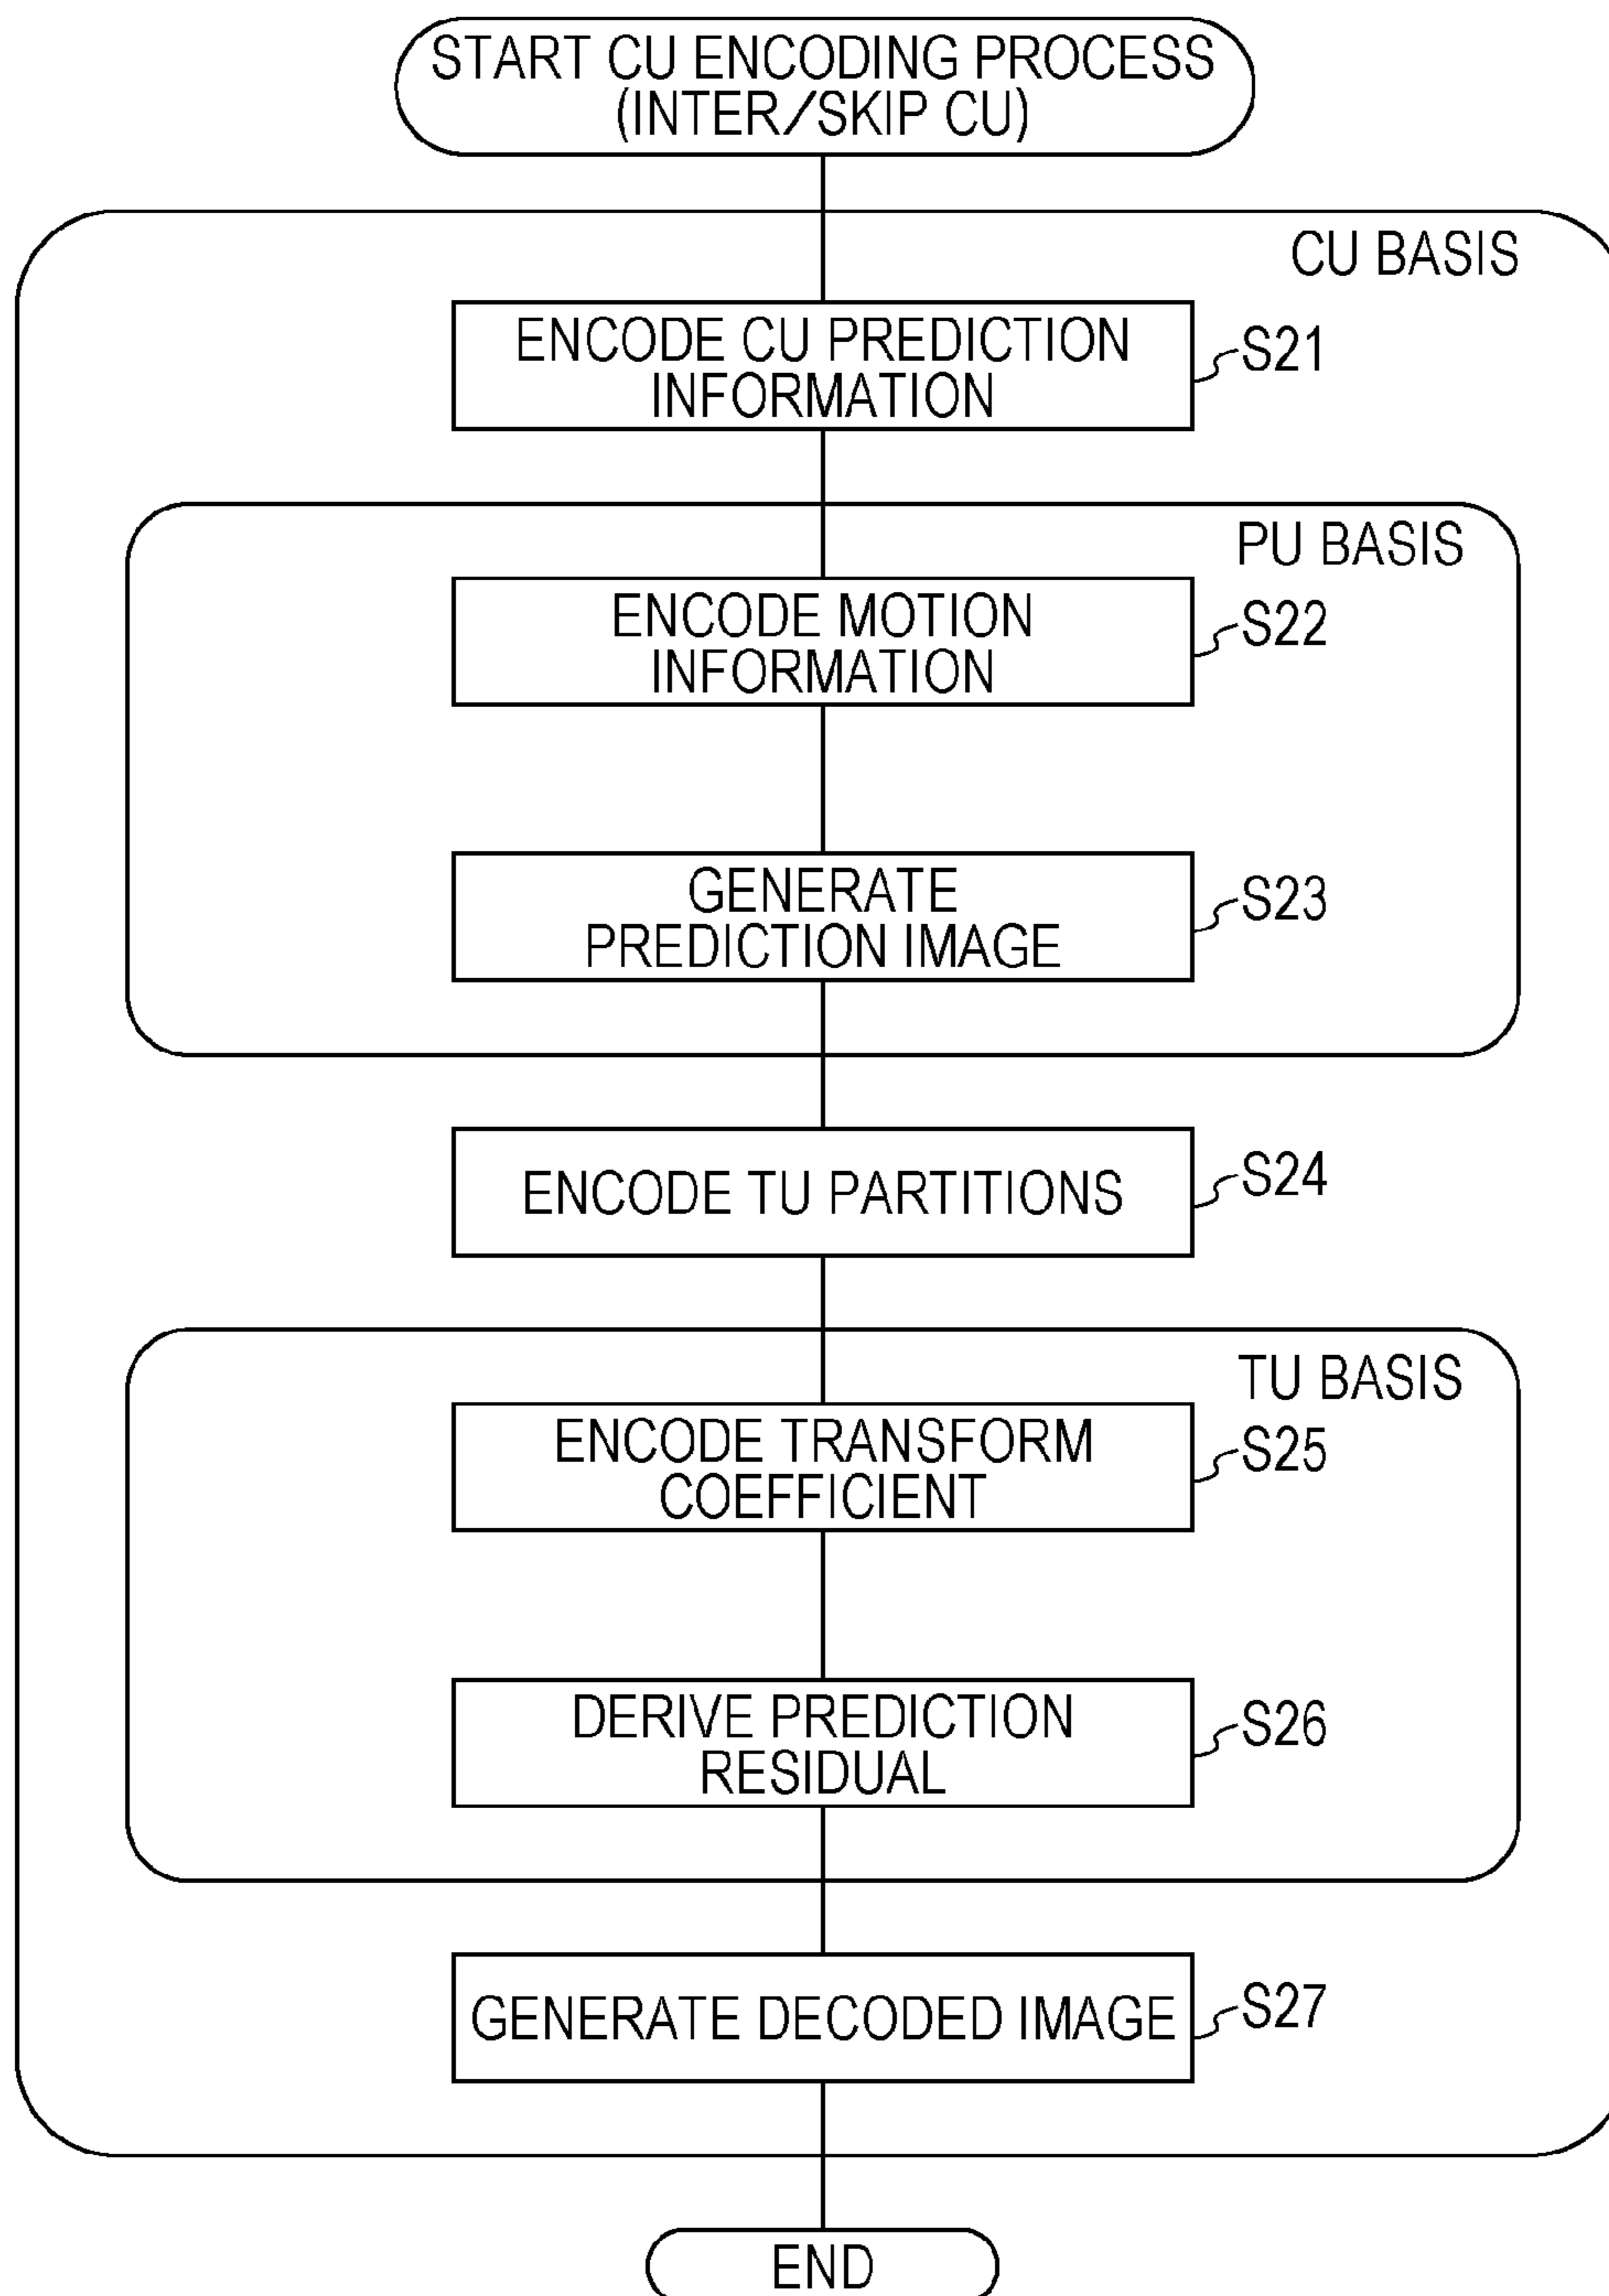 START CU ENCODING PROCESS
(INTER/SKIP CU)
CU BASIS
ENCODE CU PREDICTION
INFORMATION
S21
PU BASIS
ENCODE MOTION
INFORMATION
S22
GENERATE
PREDICTION IMAGE
S23
ENCODE TU PARTITIONS
S24
TU BASIS
ENCODE TRANSFORM
COEFFICIENT
S25
DERIVE PREDICTION
RESIDUAL
S26
GENERATE DECODED IMAGE
S27
END